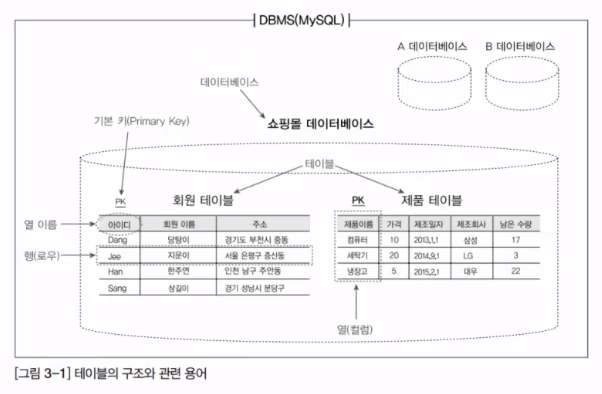 DBMS(MySQL)
A 데이터베이스 B 데이터베이스
데이터베이스
기본 키(Primary Key)
쇼핑몰 데이터베이스
테이블
회원 테이블
제품 테이블
PK
PK
열 이름
아이디 회원 이름 주소
Dang 당탕이 경기도 부천시 중동
행(로우)
Jee 지운이 서울 은평구 증산동
Han 한주연 인천 남구 주안동
Sang 상길이 경기 성남시 분당구
제품이름 가격 제조일자 제조회사 남은 수량
컴퓨터 10 2013.1.1 삼성 17
세탁기 20 2014.9.1 LG 3
냉장고 5 2015.2.1 대우 22
열(컬럼)
[그림 3-1] 테이블의 구조와 관련 용어